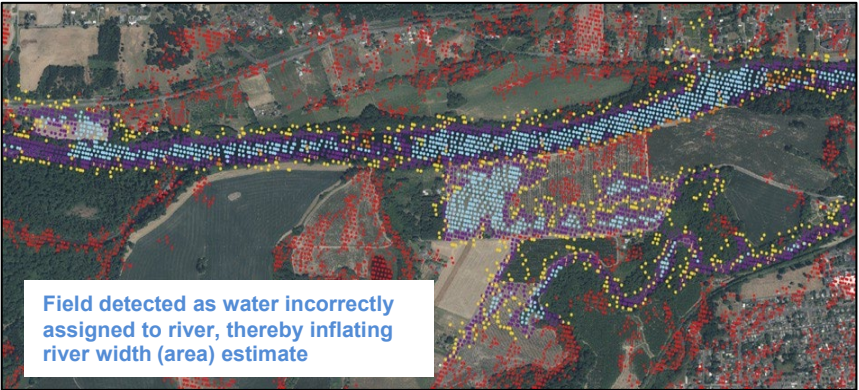 Field detected as water incorrectly
assigned to river, thereby inflating
river width (area) estimate